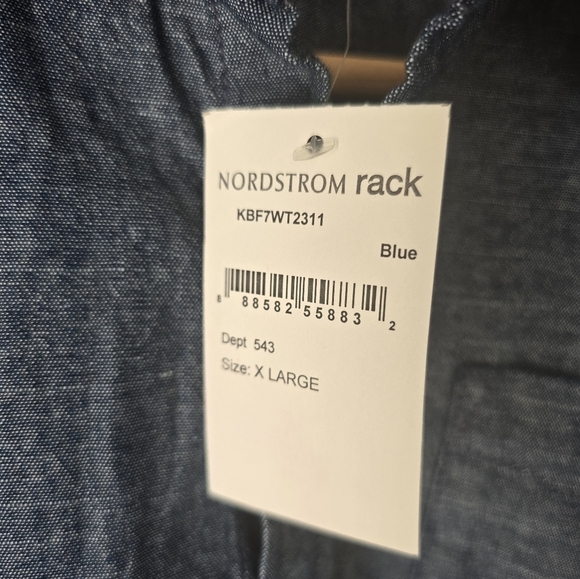 NORDSTROM rack
KBF7WT2311
Blue
8 88582 55883 2
Dept 543
Size: X LARGE